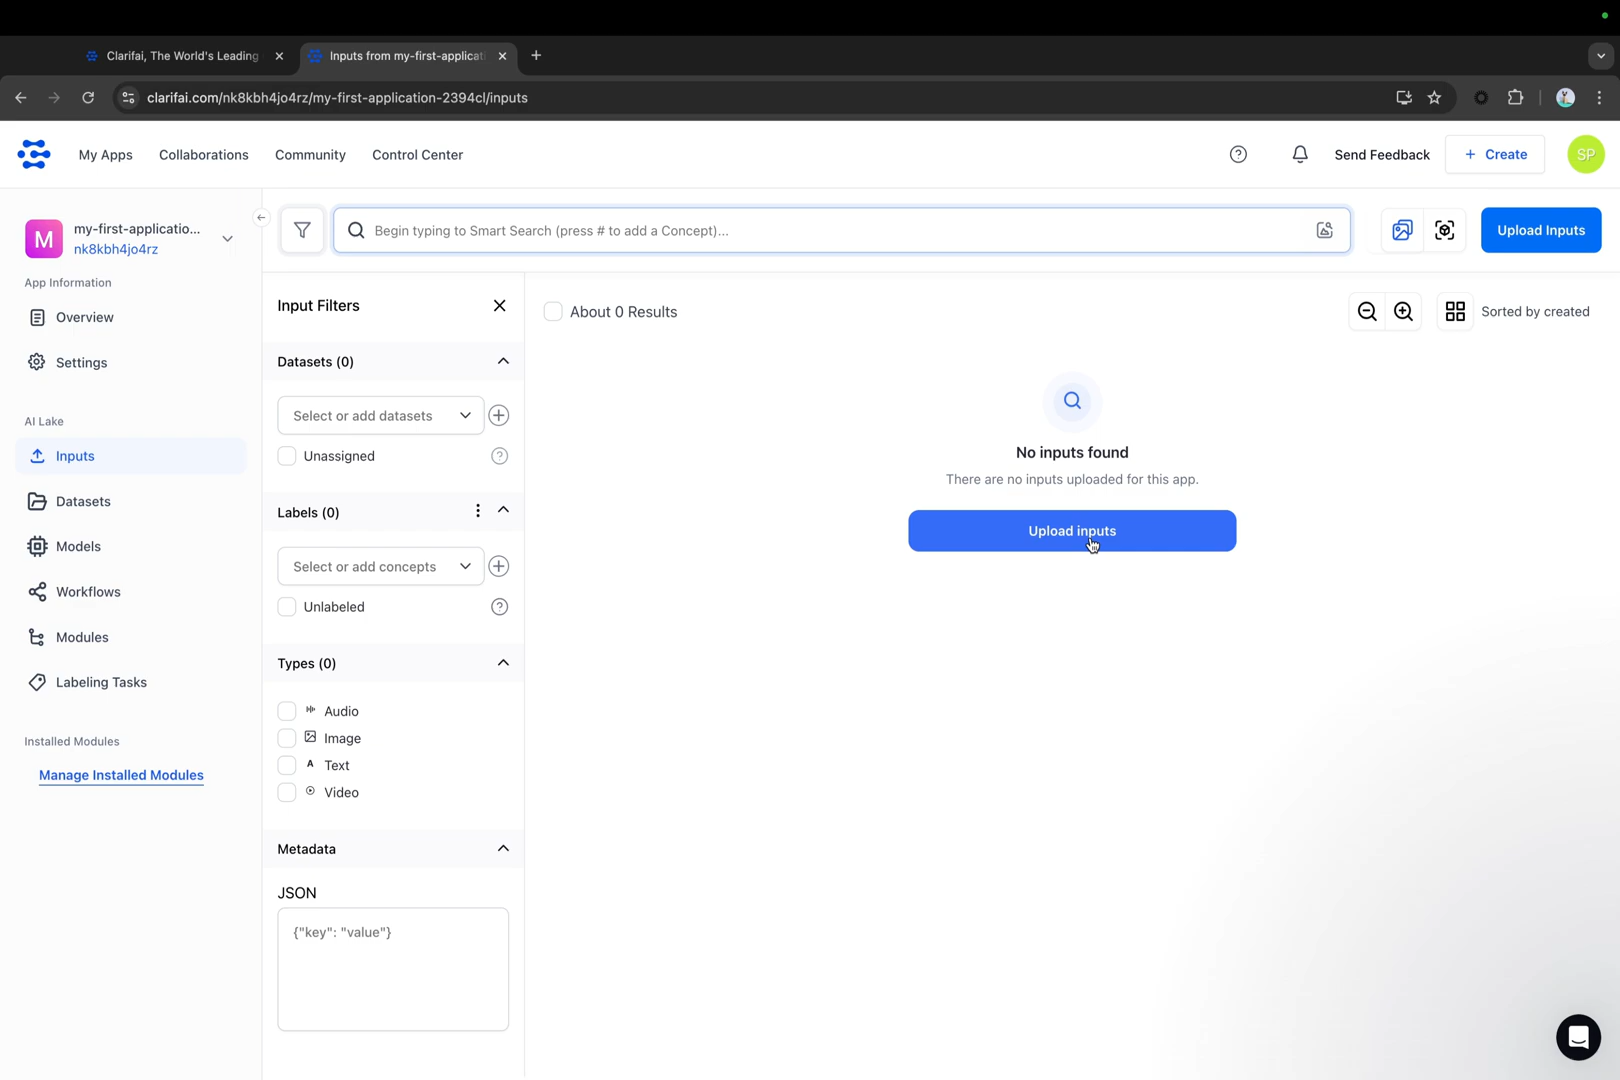 Clarifai, The World's Leading
Inputs from my-first-applicati
clarifai.com/nk8kbh4jo4rz/my-first-application-2394cl/inputs
My Apps
Collaborations
Community
Control Center
Send Feedback
+ Create
SP
M
my-first-applicatio...
nk8kbh4jo4rz
App Information
Overview
Settings
AI Lake
Inputs
Datasets
Models
Workflows
Modules
Labeling Tasks
Installed Modules
Manage Installed Modules
Begin typing to Smart Search (press # to add a Concept)...
Upload Inputs
Input Filters
Datasets (0)
Select or add datasets
Unassigned
Labels (0)
Select or add concepts
Unlabeled
Types (0)
Audio
Image
A Text
Video
Metadata
JSON
{"key": "value"}
About 0 Results
Sorted by created
No inputs found
There are no inputs uploaded for this app.
Upload inputs